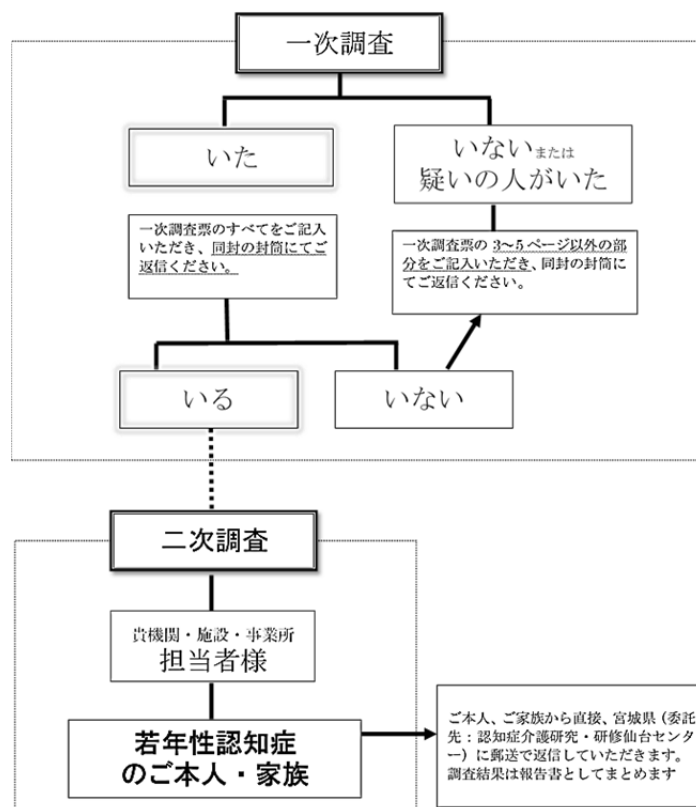 一次調査
いた
いないまたは
疑いの人がいた
一次調査票のすべてをご記入
いただき、同封の封筒にてご
返信ください。
一次調査票の 3～5 ページ以外の部
分をご記入いただき、同封の封筒に
てご返信ください。
いる
いない
二次調査
貴機関・施設・事業所
担当者様
若年性認知症
のご本人・家族
ご本人、ご家族から直接、宮城県（委託
先：認知症介護研究・研修仙台センタ
ー）に郵送で返信していただきます。
調査結果は報告書としてまとめます